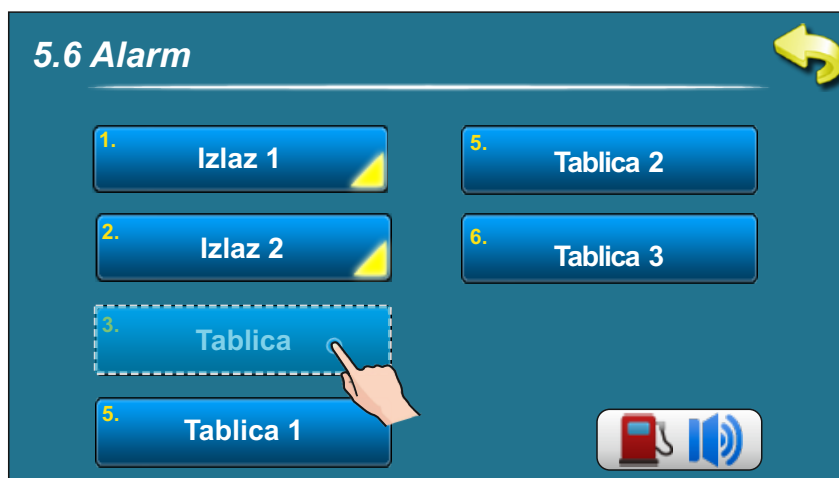 5.6 Alarm
1. Izlaz 1
2. Izlaz 2
3. Tablica
5. Tablica 1
5. Tablica 2
6. Tablica 3